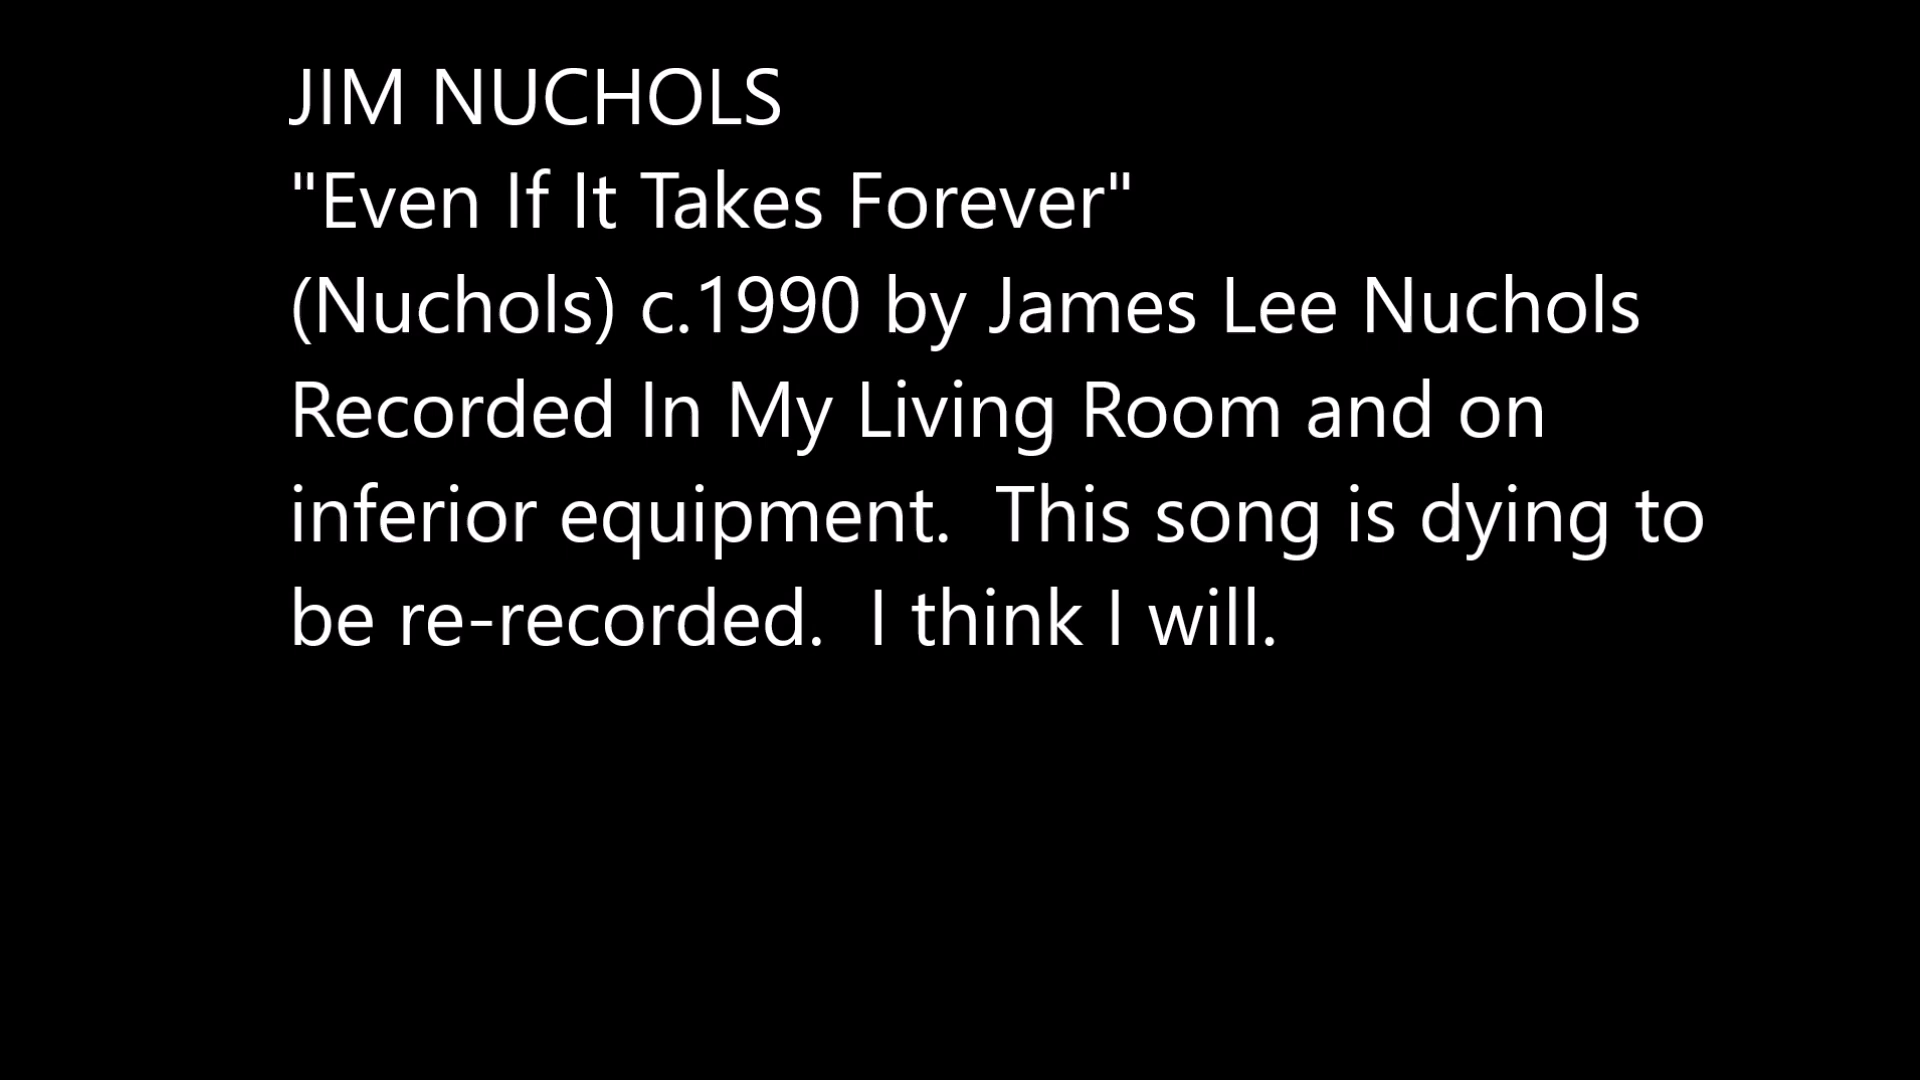 JIM NUCHOLS
"Even If It Takes Forever"
(Nuchols) c.1990 by James Lee Nuchols
Recorded In My Living Room and on
inferior equipment.  This song is dying to
be re-recorded.  I think I will.